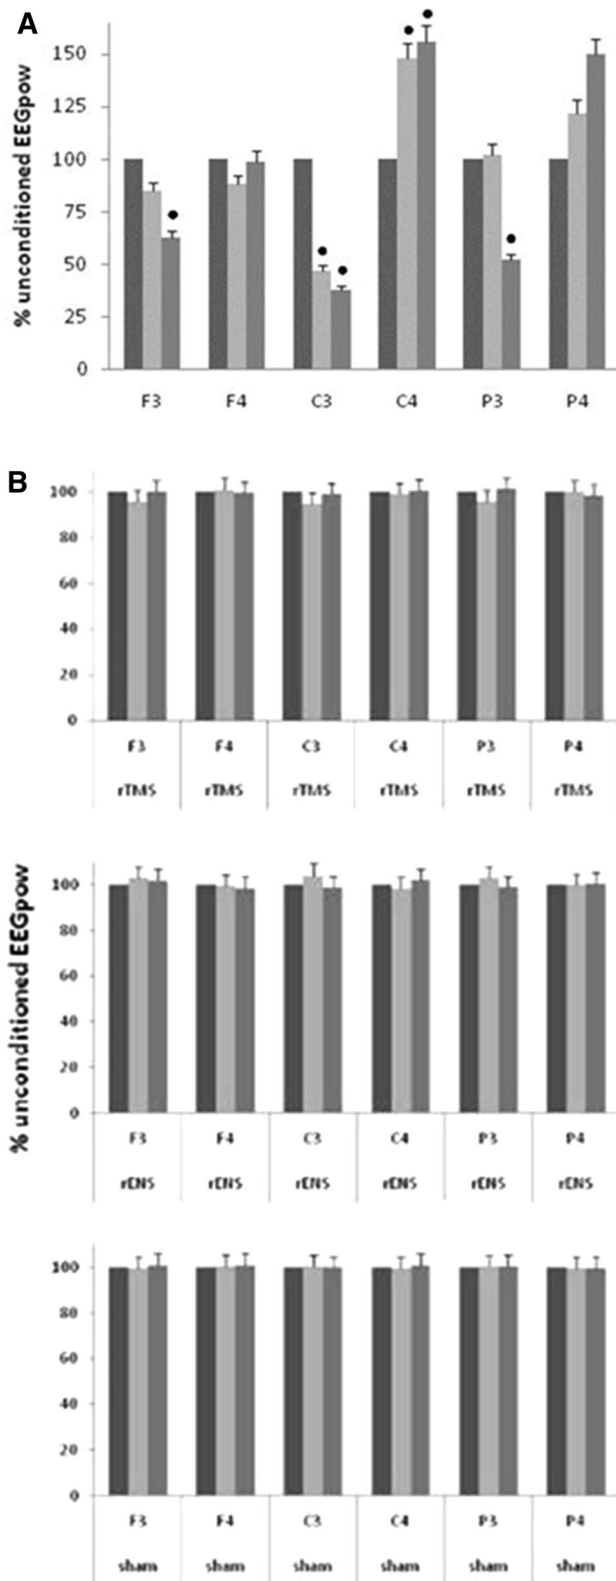 A
% unconditioned EEGpow
150
125
100
75
50
25
0
F3 F4 C3 C4 P3 P4
B
100
80
60
40
20
0
F3 F4 C3 C4 P3 P4
rTMS rTMS rTMS rTMS rTMS rTMS
% unconditioned EEGpow
100
80
60
40
20
0
F3 F4 C3 C4 P3 P4
rENS rENS rENS rENS rENS rENS
100
80
60
40
20
0
F3 F4 C3 C4 P3 P4
sham sham sham sham sham sham